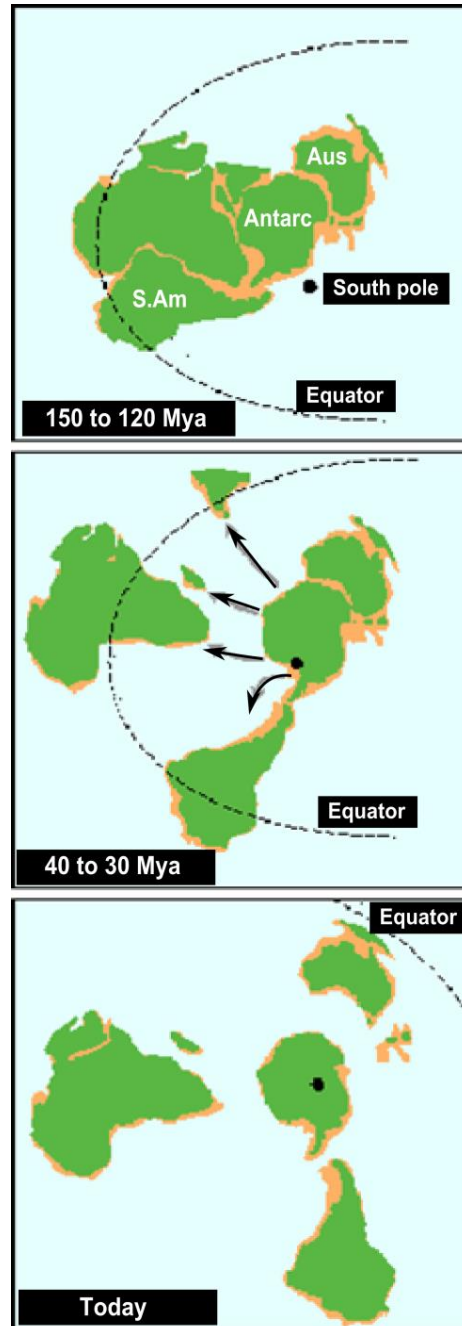 Aus
Antarc
S.Am
South pole
Equator
150 to 120 Mya
Equator
40 to 30 Mya
Equator
Today